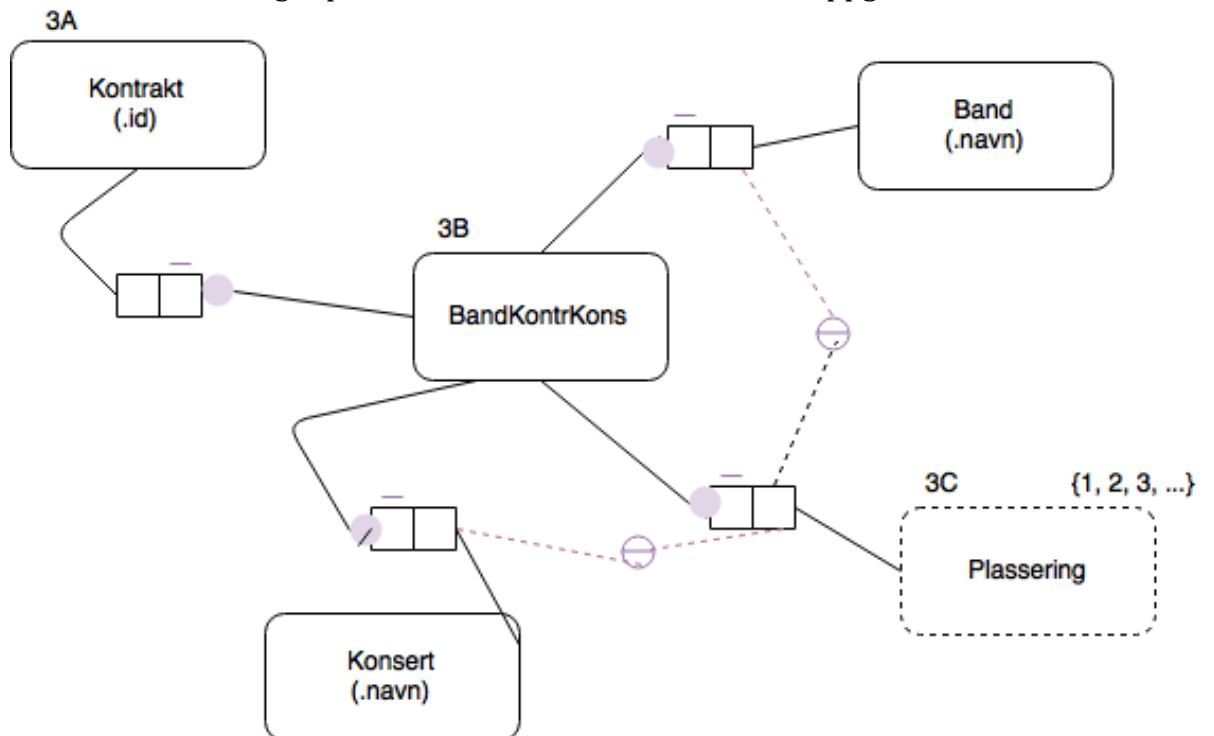 3A
Kontrakt
(.id)
Band
(.navn)
3B
BandKontrKons
3C
{1, 2, 3, ...}
Plassering
Konsert
(.navn)